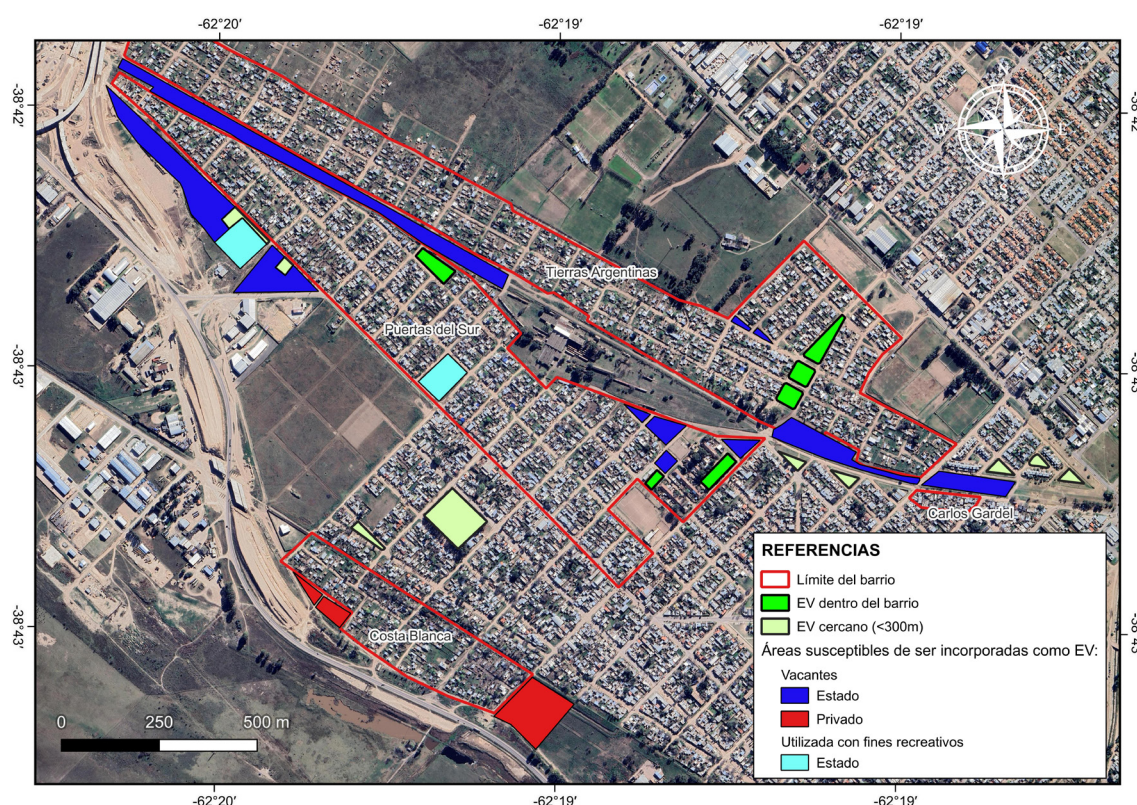 -62°20' -62°19' -62°19'
-38°42' -38°42'
N
W E
S
Tierras Argentinas
Puertas del Sur
-38°43' -38°43'
Carlos Gardel
REFERENCIAS
Límite del barrio
EV dentro del barrio
EV cercano (<300m)
Áreas susceptibles de ser incorporadas como EV:
Vacantes
Estado
Privado
Utilizada con fines recreativos
Estado
-38°43' -38°43'
Costa Blanca
0 250 500 m
-62°20' -62°19' -62°19'